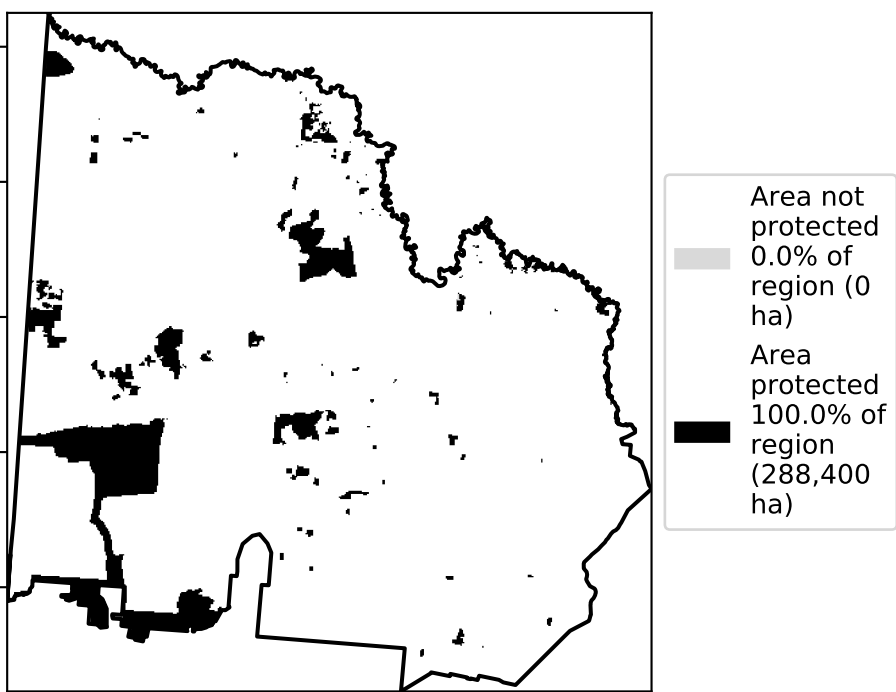 Area not
protected
0.0% of
region (0
ha)
Area
protected
100.0% of
region
(288,400
ha)